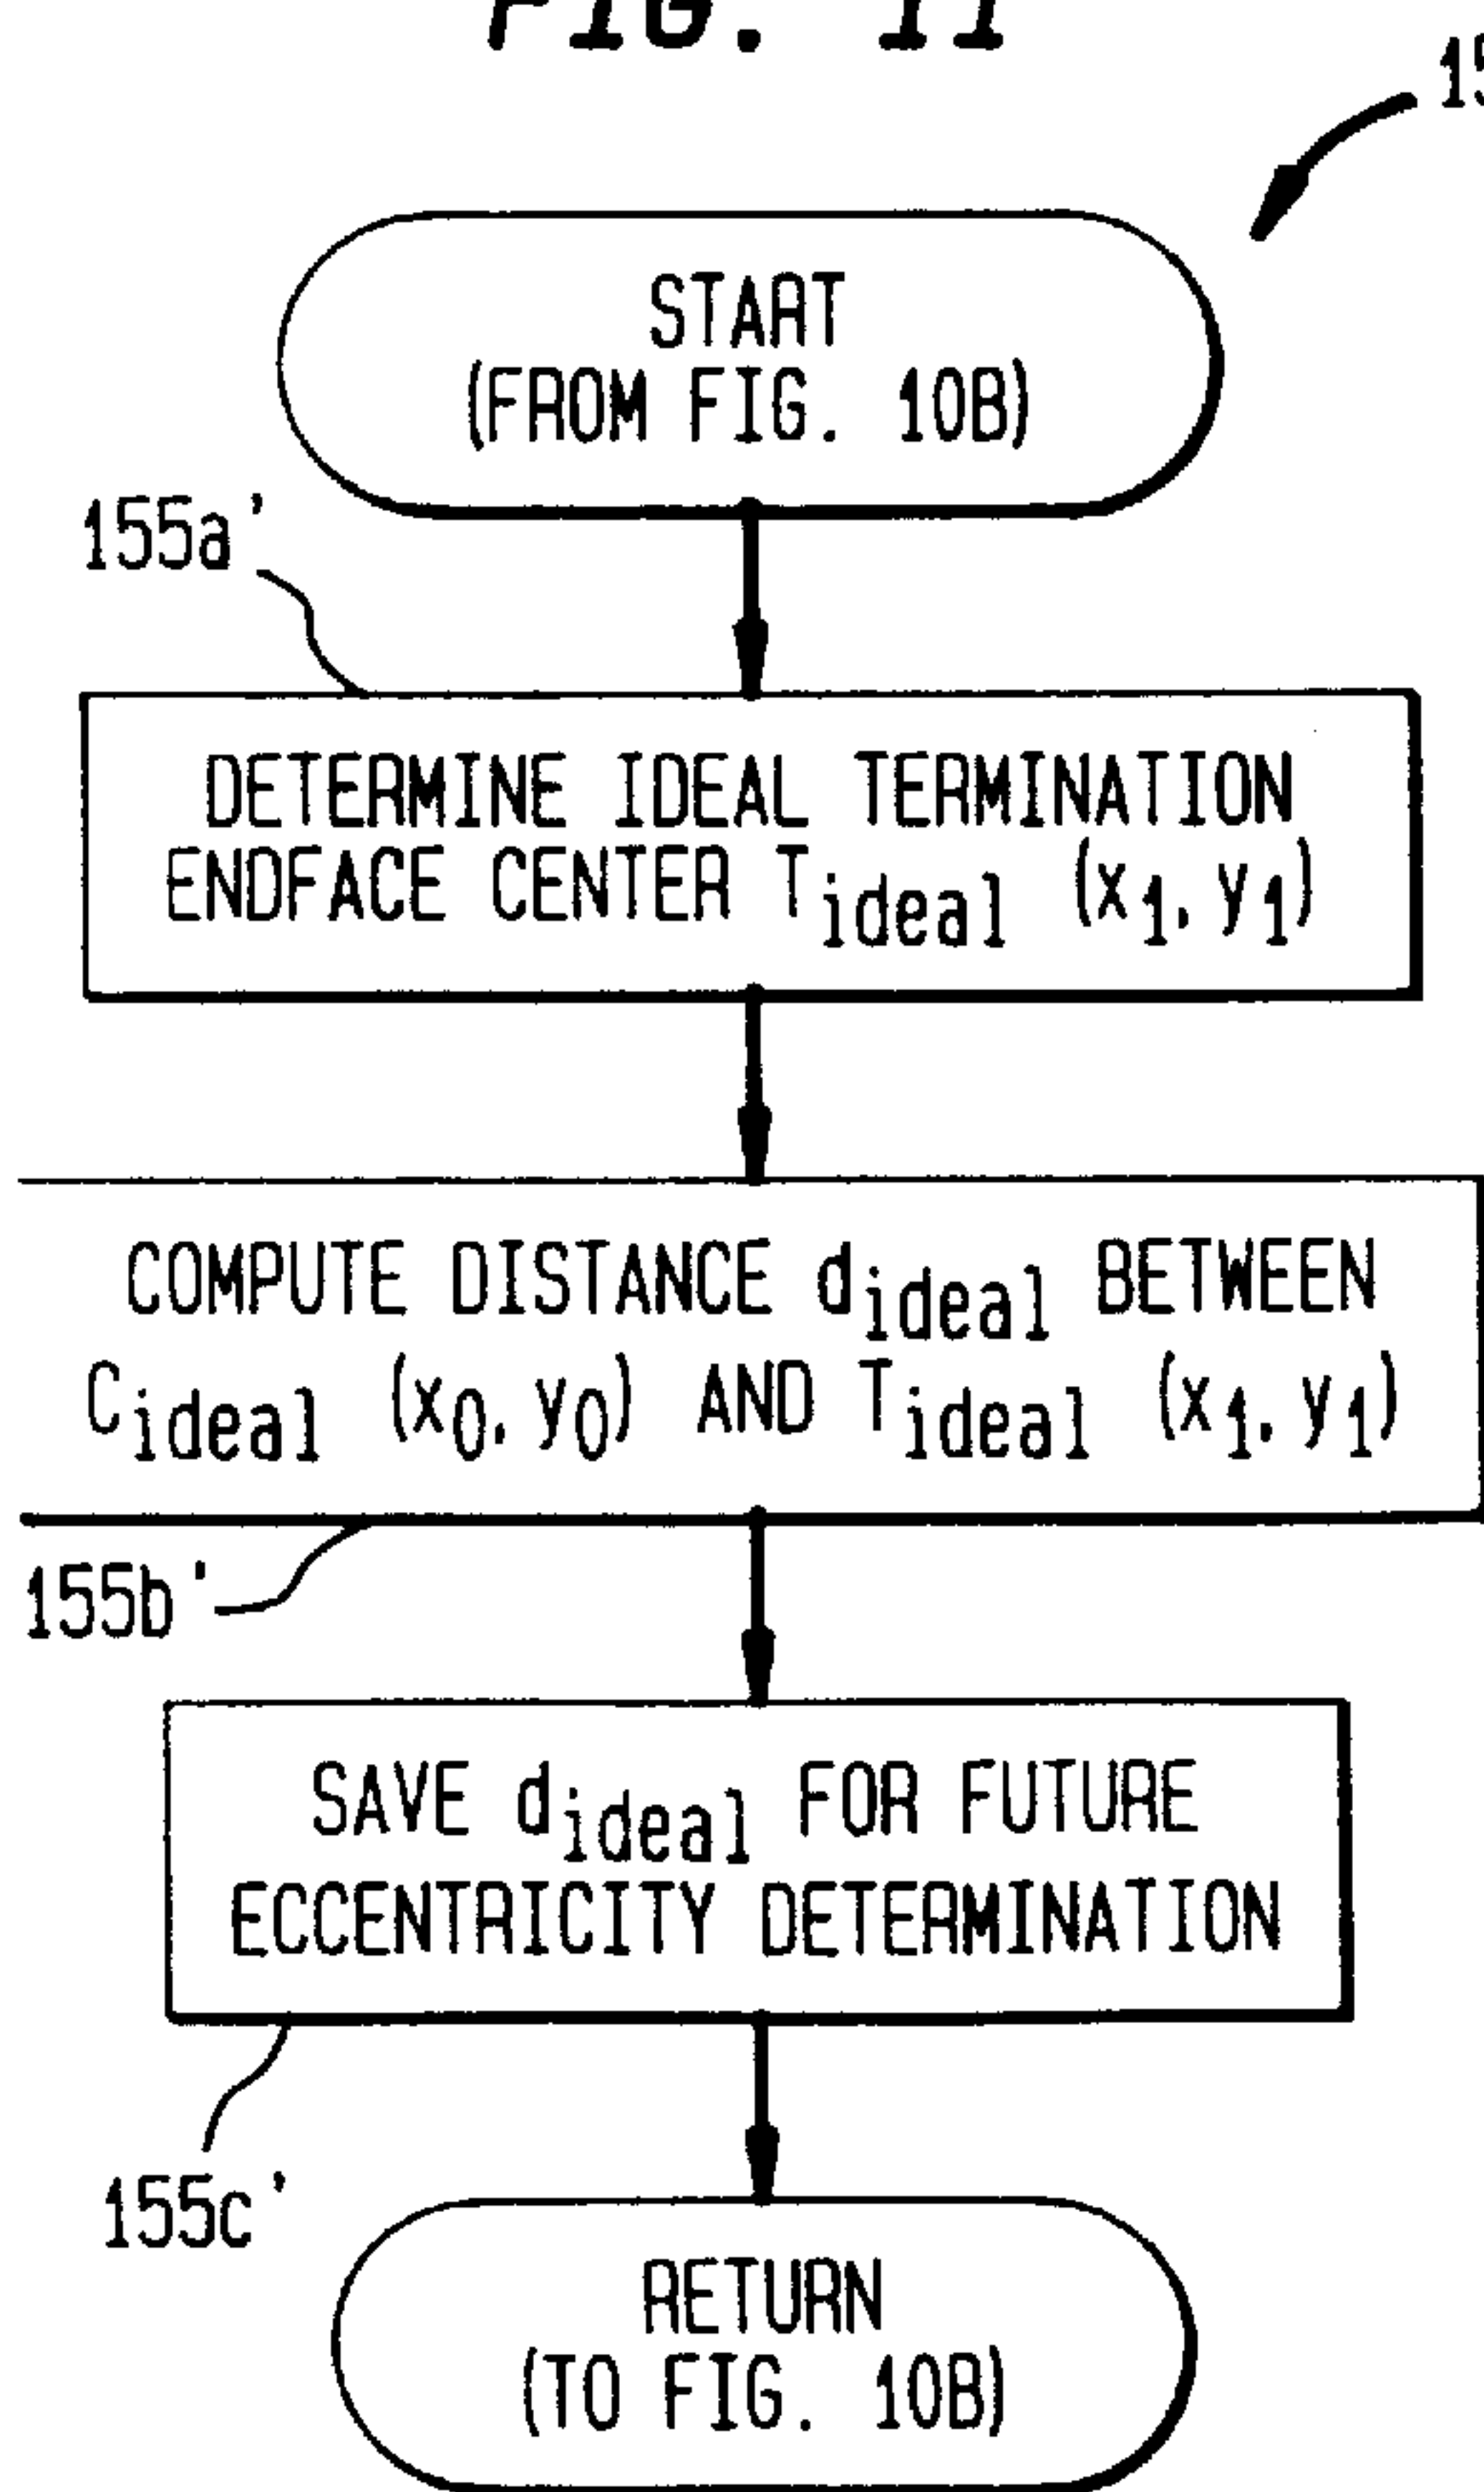 FIG. 11
START
(FROM FIG. 10B)
155a'
DETERMINE IDEAL TERMINATION
ENDFACE CENTER Tideal (x1, y1)
COMPUTE DISTANCE dideal BETWEEN
Cideal (x0, y0) AND Tideal (x1, y1)
155b'
SAVE dideal FOR FUTURE
ECCENTRICITY DETERMINATION
155c'
RETURN
(TO FIG. 10B)